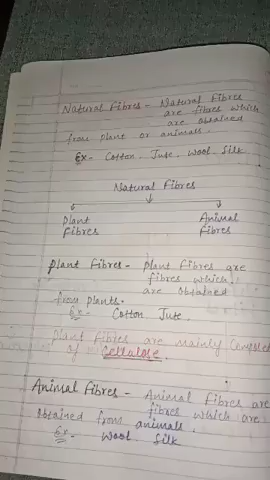 Natural Fibres - Natural Fibres
are fibres which
are obtained
from plant or animals.
Ex- Cotton, Jute, Wool, Silk
Natural Fibres
Plant
Fibres
Animal
Fibres
Plant Fibres - Plant Fibres are
fibres which
are obtained
from plants.
Ex- Cotton, Jute.
Plant Fibres are mainly
of Cellulose.
Animal Fibres - Animal Fibres are
fibres which are
obtained from animals.
Ex- Wool, Silk